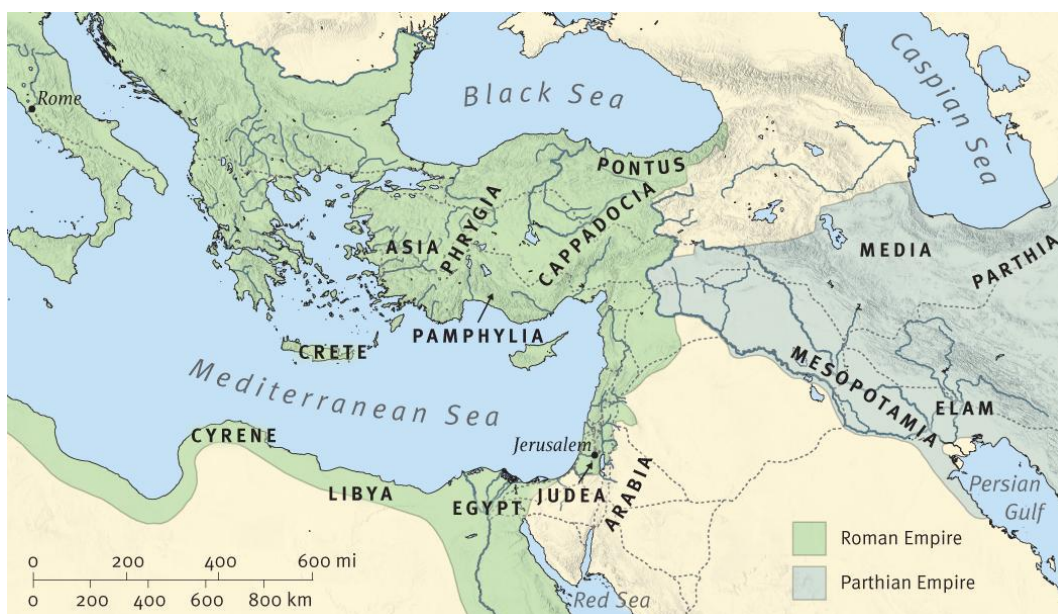 Black Sea
Caspian Sea
Rome
PONTUS
ASIA
PHRYGIA
CAPPADOCIA
MEDIA
PARTHIA
PAMPHYLIA
CRETE
Mediterranean Sea
MESOPOTAMIA
ELAM
CYRENE
Jerusalem
LIBYA
EGYPT
JUDEA
ARABIA
Persian
Gulf
Red Sea
Roman Empire
Parthian Empire
0 200 400 600 mi
0 200 400 600 800 km